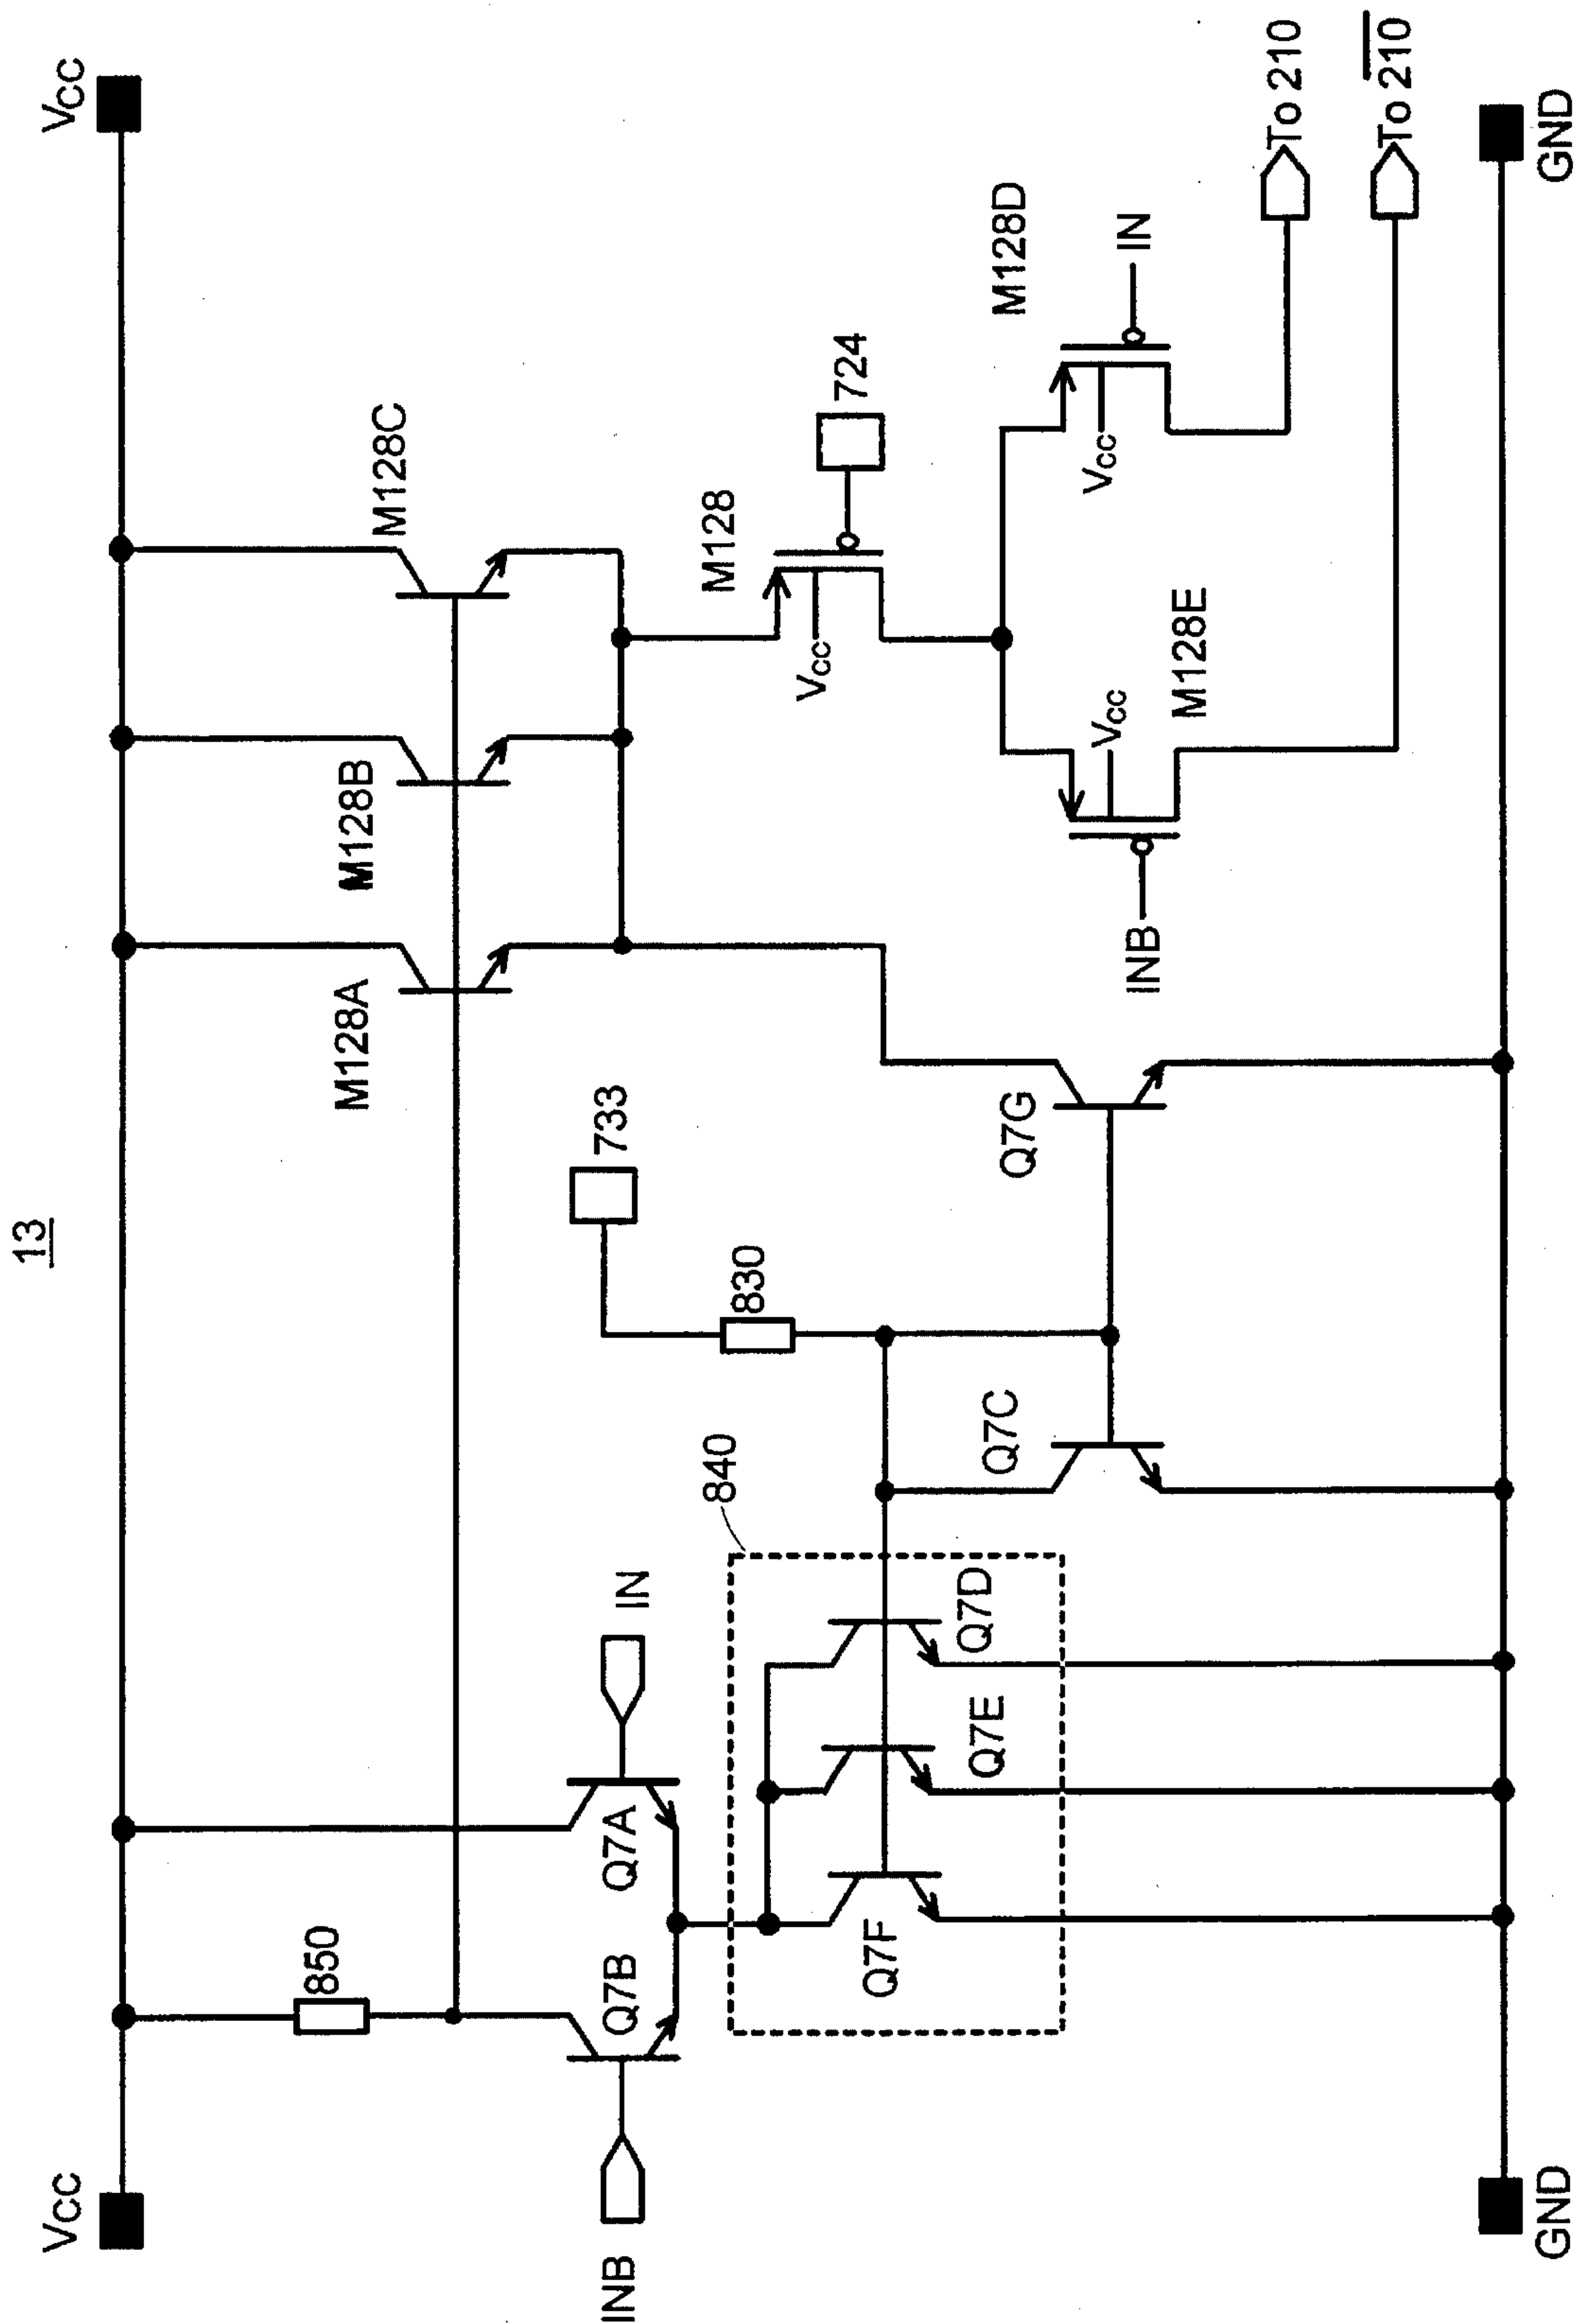 13
Vcc
Vcc
850
INB
Q7B
Q7A
IN
840
Q7F
Q7E
Q7D
Q7C
830
733
Q7G
M128A
M128B
M128C
M128
Vcc
724
INB
M128E
Vcc
M128D
Vcc
IN
To 210
To 210
GND
GND